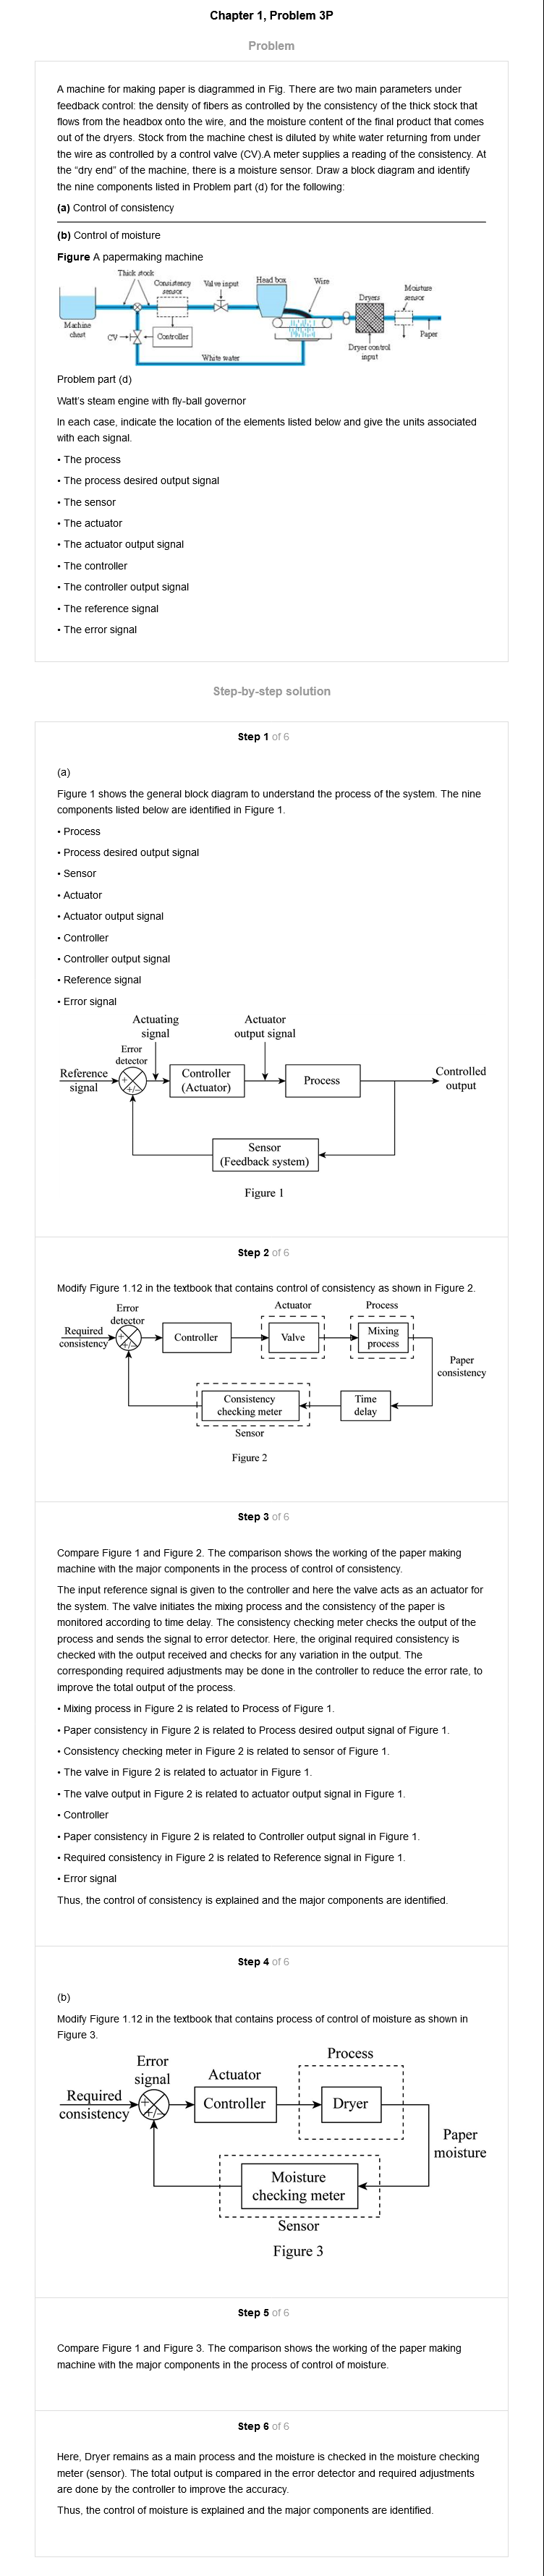 Chapter 1, Problem 3P
Problem
A machine for making paper is diagrammed in Fig. There are two main parameters under
feedback control: the density of fibers as controlled by the consistency of the thick stock that
flows from the headbox onto the wire, and the moisture content of the final product that comes
out of the dryers. Stock from the machine chest is diluted by white water returning from under
the wire as controlled by a control valve (CV).A meter supplies a reading of the consistency. At
the “dry end” of the machine, there is a moisture sensor. Draw a block diagram and identify
the nine components listed in Problem part (d) for the following:
(a) Control of consistency
(b) Control of moisture
Figure A papermaking machine
Thick stock
Consistency
sensor
Valve input
Head box
Wire
Dryers
Moisture
sensor
Machine
chest
CV
Controller
Paper
Dryer control
input
White water
Problem part (d)
Watt’s steam engine with fly-ball governor
In each case, indicate the location of the elements listed below and give the units associated
with each signal.
• The process
• The process desired output signal
• The sensor
• The actuator
• The actuator output signal
• The controller
• The controller output signal
• The reference signal
• The error signal
Step-by-step solution
Step 1 of 6
(a)
Figure 1 shows the general block diagram to understand the process of the system. The nine
components listed below are identified in Figure 1.
• Process
• Process desired output signal
• Sensor
• Actuator
• Actuator output signal
• Controller
• Controller output signal
• Reference signal
• Error signal
Actuating
signal
Actuator
output signal
Error
detector
Reference
signal
+
+/−
Controller
(Actuator)
Process
Controlled
output
Sensor
(Feedback system)
Figure 1
Step 2 of 6
Modify Figure 1.12 in the textbook that contains control of consistency as shown in Figure 2.
Error
detector
Actuator
Process
Required
consistency
+
+/−
Controller
Valve
Mixing
process
Paper
consistency
Consistency
checking meter
Time
delay
Sensor
Figure 2
Step 3 of 6
Compare Figure 1 and Figure 2. The comparison shows the working of the paper making
machine with the major components in the process of control of consistency.
The input reference signal is given to the controller and here the valve acts as an actuator for
the system. The valve initiates the mixing process and the consistency of the paper is
monitored according to time delay. The consistency checking meter checks the output of the
process and sends the signal to error detector. Here, the original required consistency is
checked with the output received and checks for any variation in the output. The
corresponding required adjustments may be done in the controller to reduce the error rate, to
improve the total output of the process.
• Mixing process in Figure 2 is related to Process of Figure 1.
• Paper consistency in Figure 2 is related to Process desired output signal of Figure 1.
• Consistency checking meter in Figure 2 is related to sensor of Figure 1.
• The valve in Figure 2 is related to actuator in Figure 1.
• The valve output in Figure 2 is related to actuator output signal in Figure 1.
• Controller
• Paper consistency in Figure 2 is related to Controller output signal in Figure 1.
• Required consistency in Figure 2 is related to Reference signal in Figure 1.
• Error signal
Thus, the control of consistency is explained and the major components are identified.
Step 4 of 6
(b)
Modify Figure 1.12 in the textbook that contains process of control of moisture as shown in
Figure 3.
Process
Error
signal
Actuator
Required
consistency
+
+/−
Controller
Dryer
Paper
moisture
Moisture
checking meter
Sensor
Figure 3
Step 5 of 6
Compare Figure 1 and Figure 3. The comparison shows the working of the paper making
machine with the major components in the process of control of moisture.
Step 6 of 6
Here, Dryer remains as a main process and the moisture is checked in the moisture checking
meter (sensor). The total output is compared in the error detector and required adjustments
are done by the controller to improve the accuracy.
Thus, the control of moisture is explained and the major components are identified.